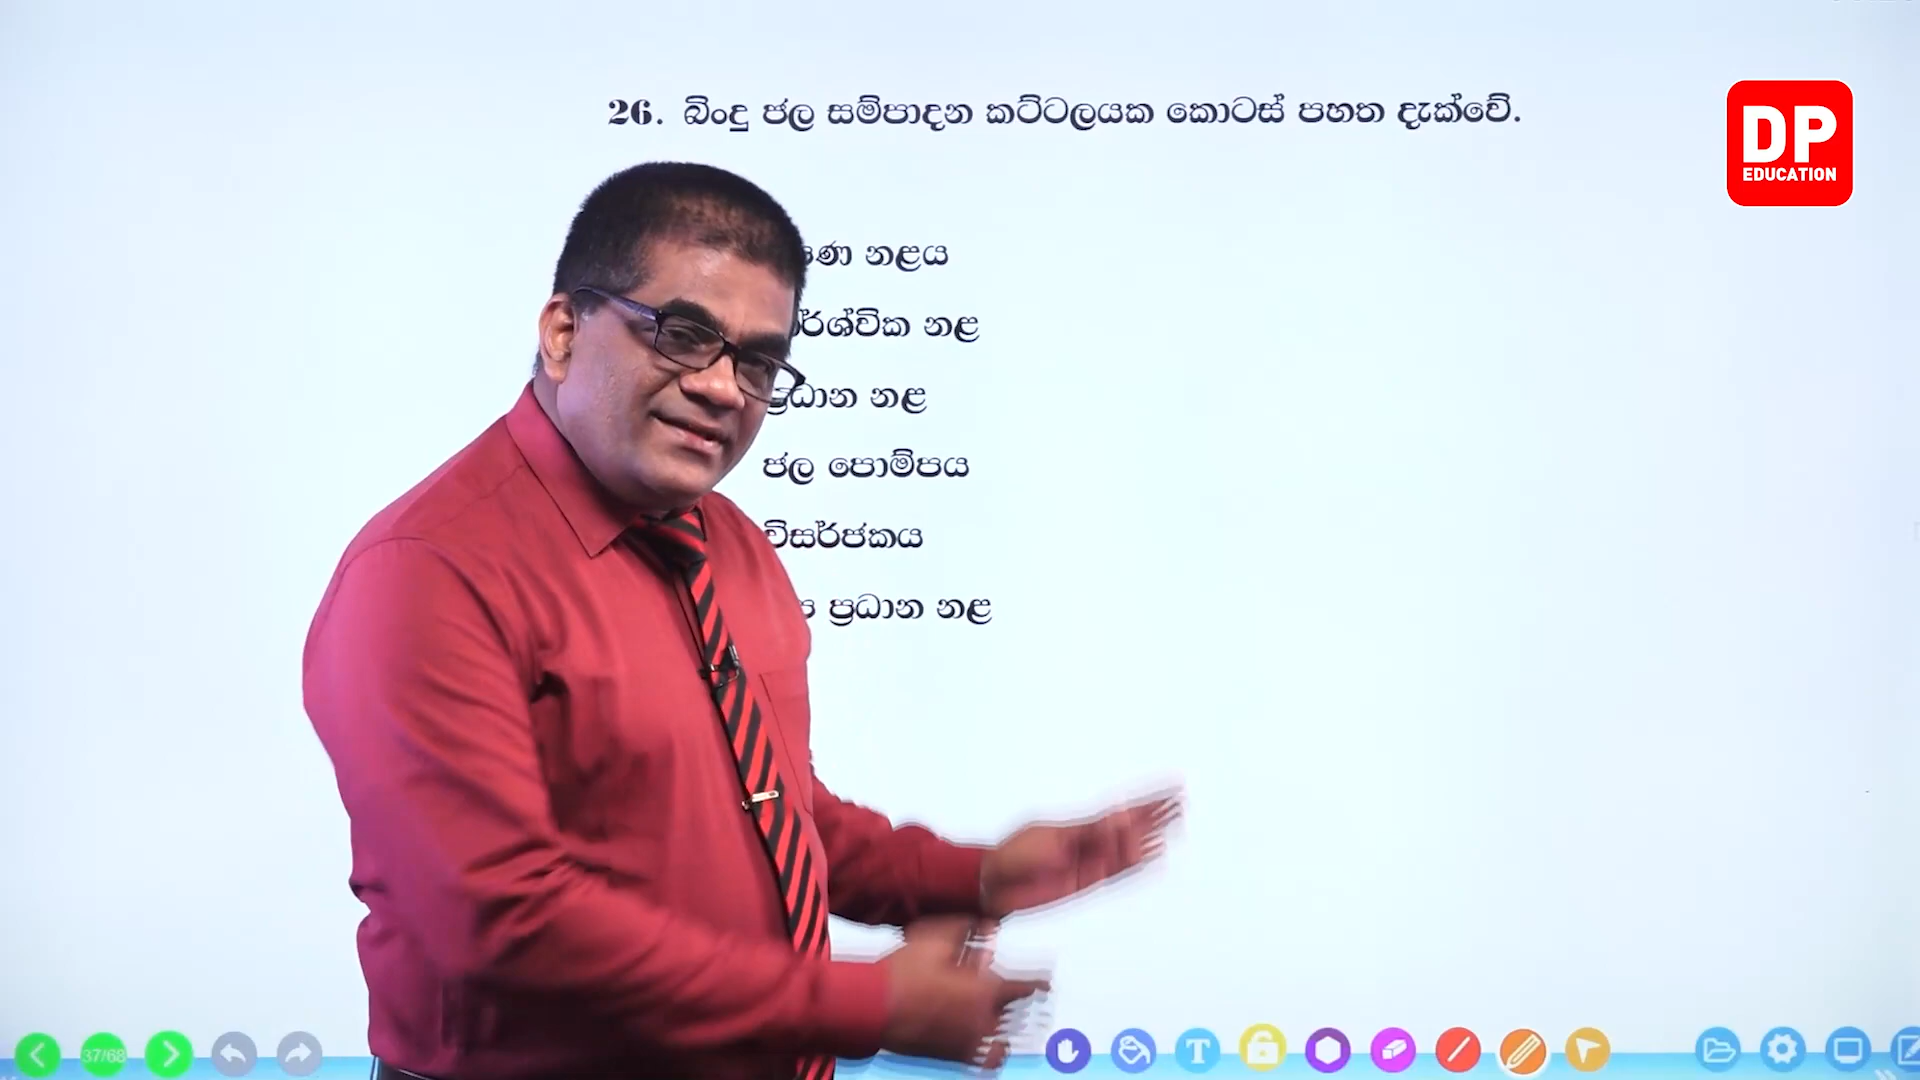 26. බිංදු ජල සම්පාදන කට්ටලයක කොටස් පහත දැක්වේ.
DP
EDUCATION
නළය
නළ
ප්‍රධාන නළ
ජල පොම්පය
විසර්ජකය
ප්‍රධාන නළ
37/68
T